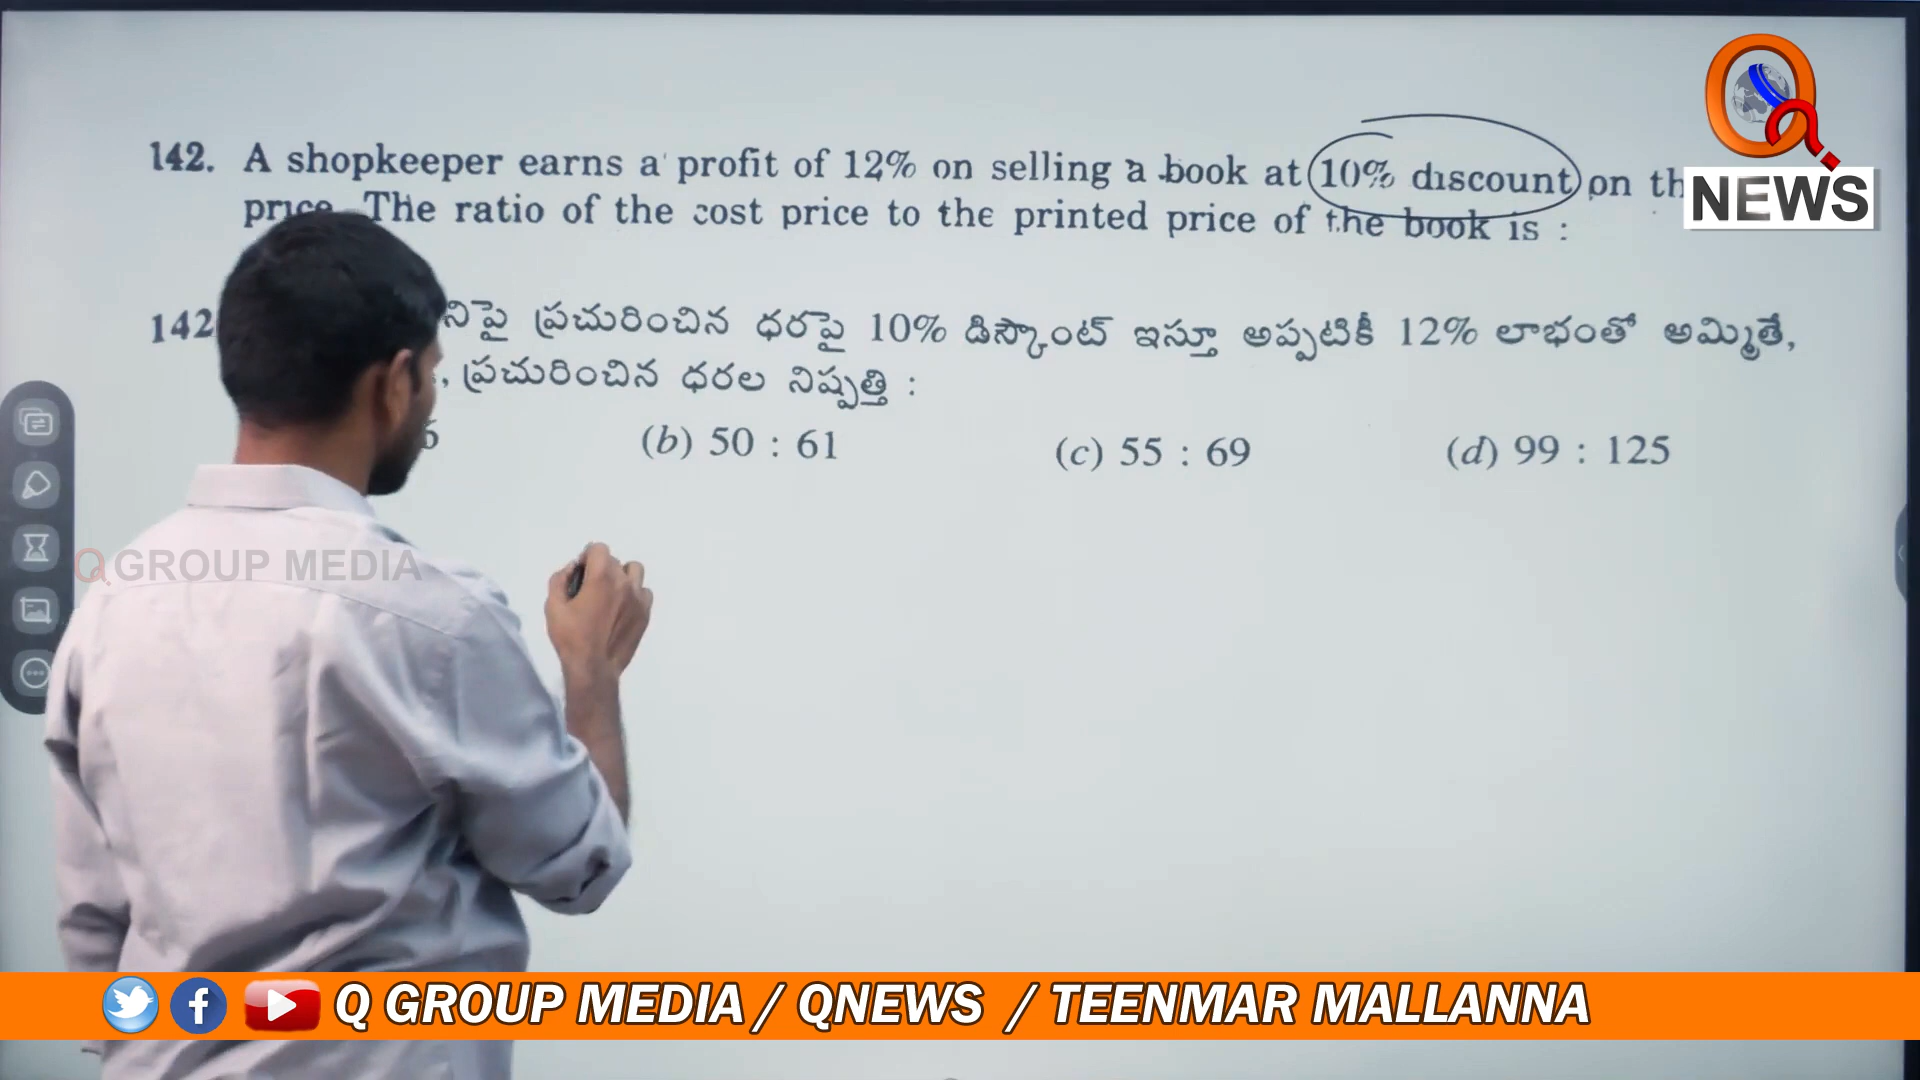 142. A shopkeeper earns a profit of 12% on selling a book at 10% discount on
price. The ratio of the cost price to the printed price of the book is :
142
ప్రచురించిన ధరపై 10% డిస్కౌంట్ ఇస్తూ అప్పటికీ 12% లాభంతో అమ్మితే,
ప్రచురించిన ధరల నిష్పత్తి :
(b) 50 : 61 (c) 55 : 69 (d) 99 : 125
Q NEWS
Q GROUP MEDIA
Q GROUP MEDIA / QNEWS / TEENMAR MALLANNA